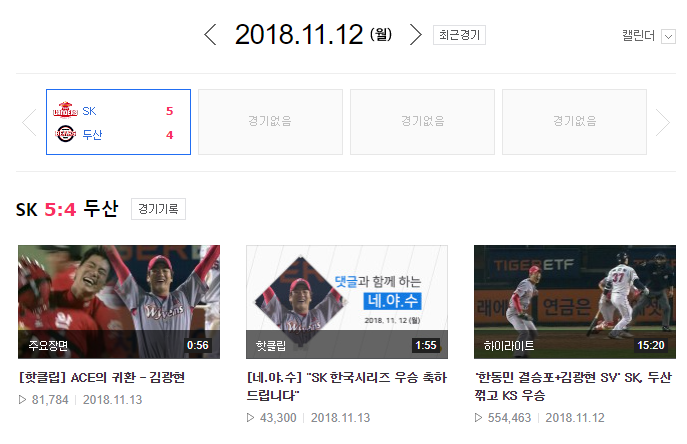 2018.11.12 (월) 최근경기
캘린더
SK 5
두산 4
경기없음
경기없음
경기없음
SK 5:4 두산 경기기록
주요장면 0:56
댓글과 함께 하는
네.야.수
2018. 11. 12 (월)
핫클립 1:55
TIGER ETF
37
하이라이트 15:20
[핫클립] ACE의 귀환 - 김광현
81,784 2018.11.13
[네.야.수] "SK 한국시리즈 우승 축하
드립니다"
43,300 2018.11.13
'한동민 결승포+김광현 SV' SK, 두산
꺾고 KS 우승
554,463 2018.11.12